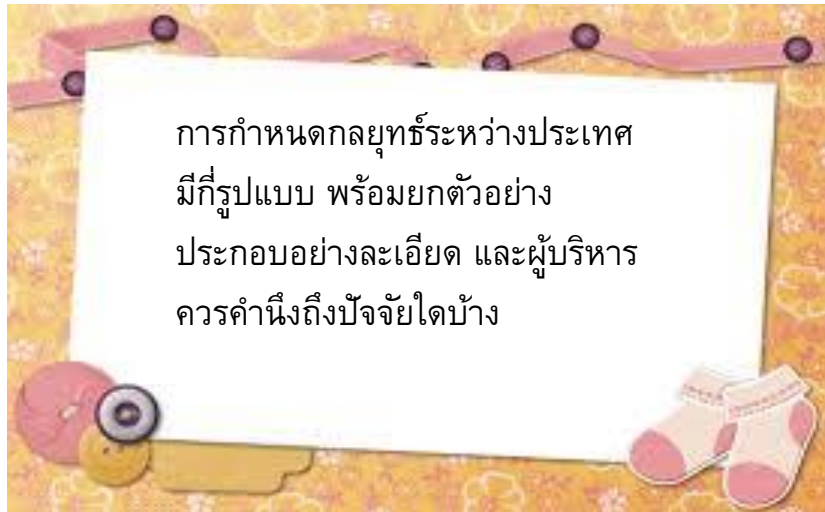 การกำหนดกลยุทธ์ระหว่างประเทศ
มีกี่รูปแบบ พร้อมยกตัวอย่าง
ประกอบอย่างละเอียด และผู้บริหาร
ควรคำนึงถึงปัจจัยใดบ้าง